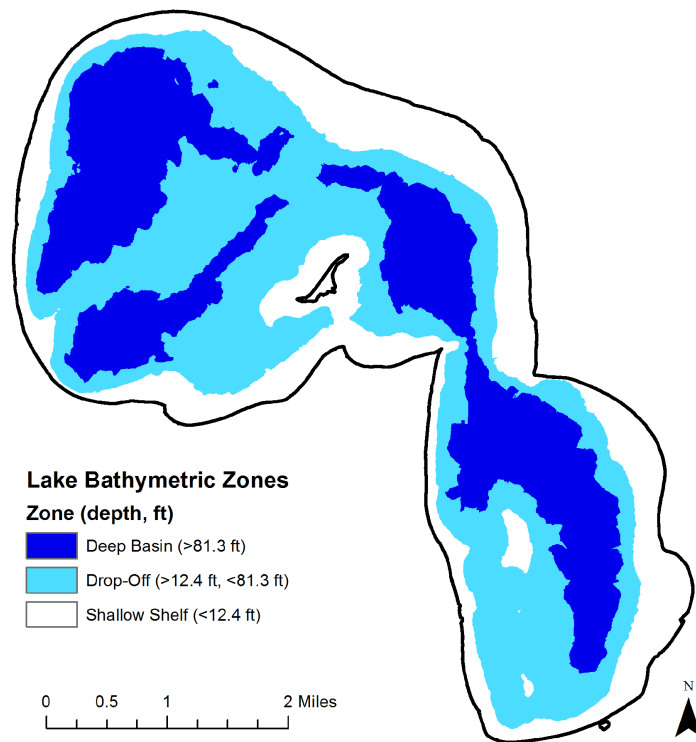 Lake Bathymetric Zones
Zone (depth, ft)
Deep Basin (>81.3 ft)
Drop-Off (>12.4 ft, <81.3 ft)
Shallow Shelf (<12.4 ft)
0 0.5 1 2 Miles
N